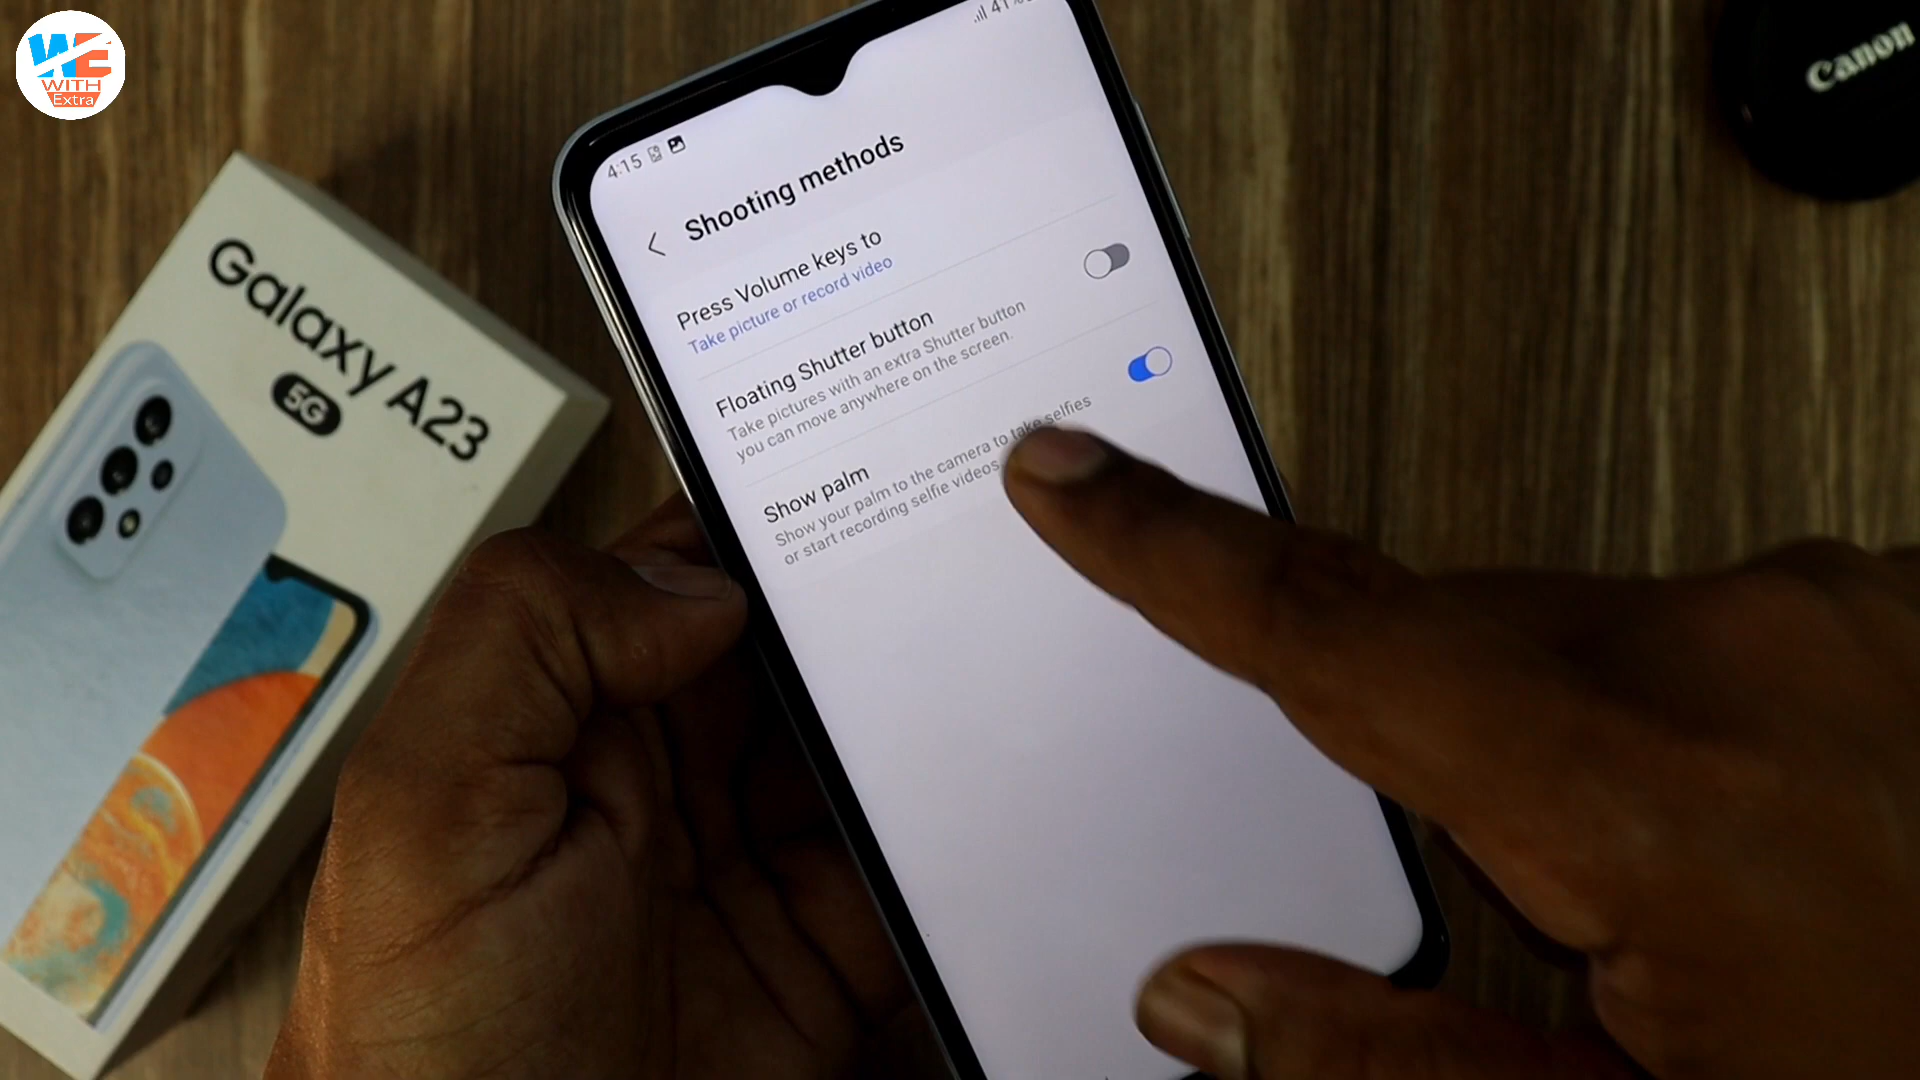 WE
WITH
Extra
Canon
Galaxy A23
5G
4:15
41%
Shooting methods
Press Volume keys to
Take picture or record video
Floating Shutter button
Take pictures with an extra Shutter button
you can move anywhere on the screen.
Show palm
Show your palm to the camera to take selfies
or start recording selfie videos.